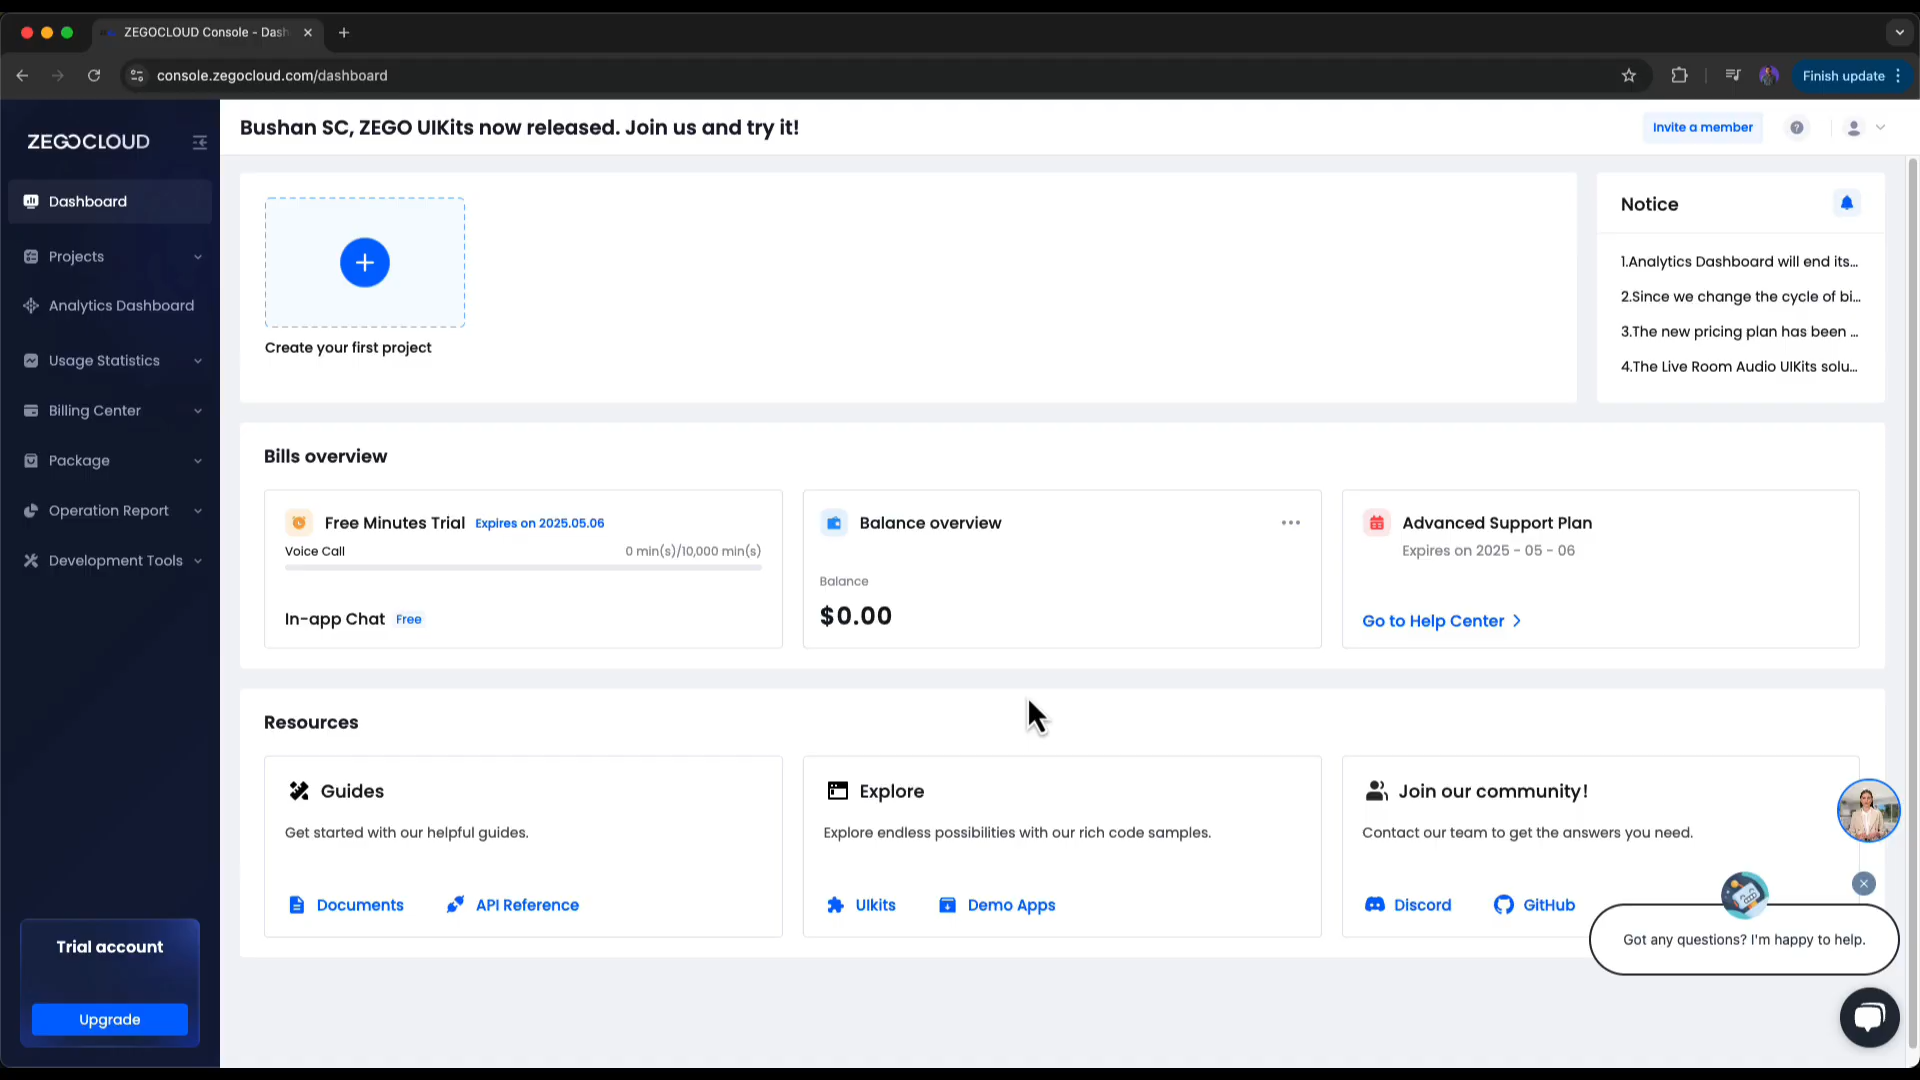 ZEGOCLOUD Console - Dash
console.zegocloud.com/dashboard
Finish update
ZEGOCLOUD
Bushan SC, ZEGO UIKits now released. Join us and try it!
Invite a member
Dashboard
Projects
Analytics Dashboard
Usage Statistics
Billing Center
Package
Operation Report
Development Tools
Trial account
Upgrade
Create your first project
Notice
1.Analytics Dashboard will end its...
2.Since we change the cycle of bi...
3.The new pricing plan has been ...
4.The Live Room Audio UIKits solu...
Bills overview
Free Minutes Trial Expires on 2025.05.06
Voice Call 0 min(s)/10,000 min(s)
In-app Chat Free
Balance overview
Balance
$0.00
Advanced Support Plan
Expires on 2025 - 05 - 06
Go to Help Center
Resources
Guides
Get started with our helpful guides.
Documents API Reference
Explore
Explore endless possibilities with our rich code samples.
UIkits Demo Apps
Join our community!
Contact our team to get the answers you need.
Discord GitHub
Got any questions? I'm happy to help.